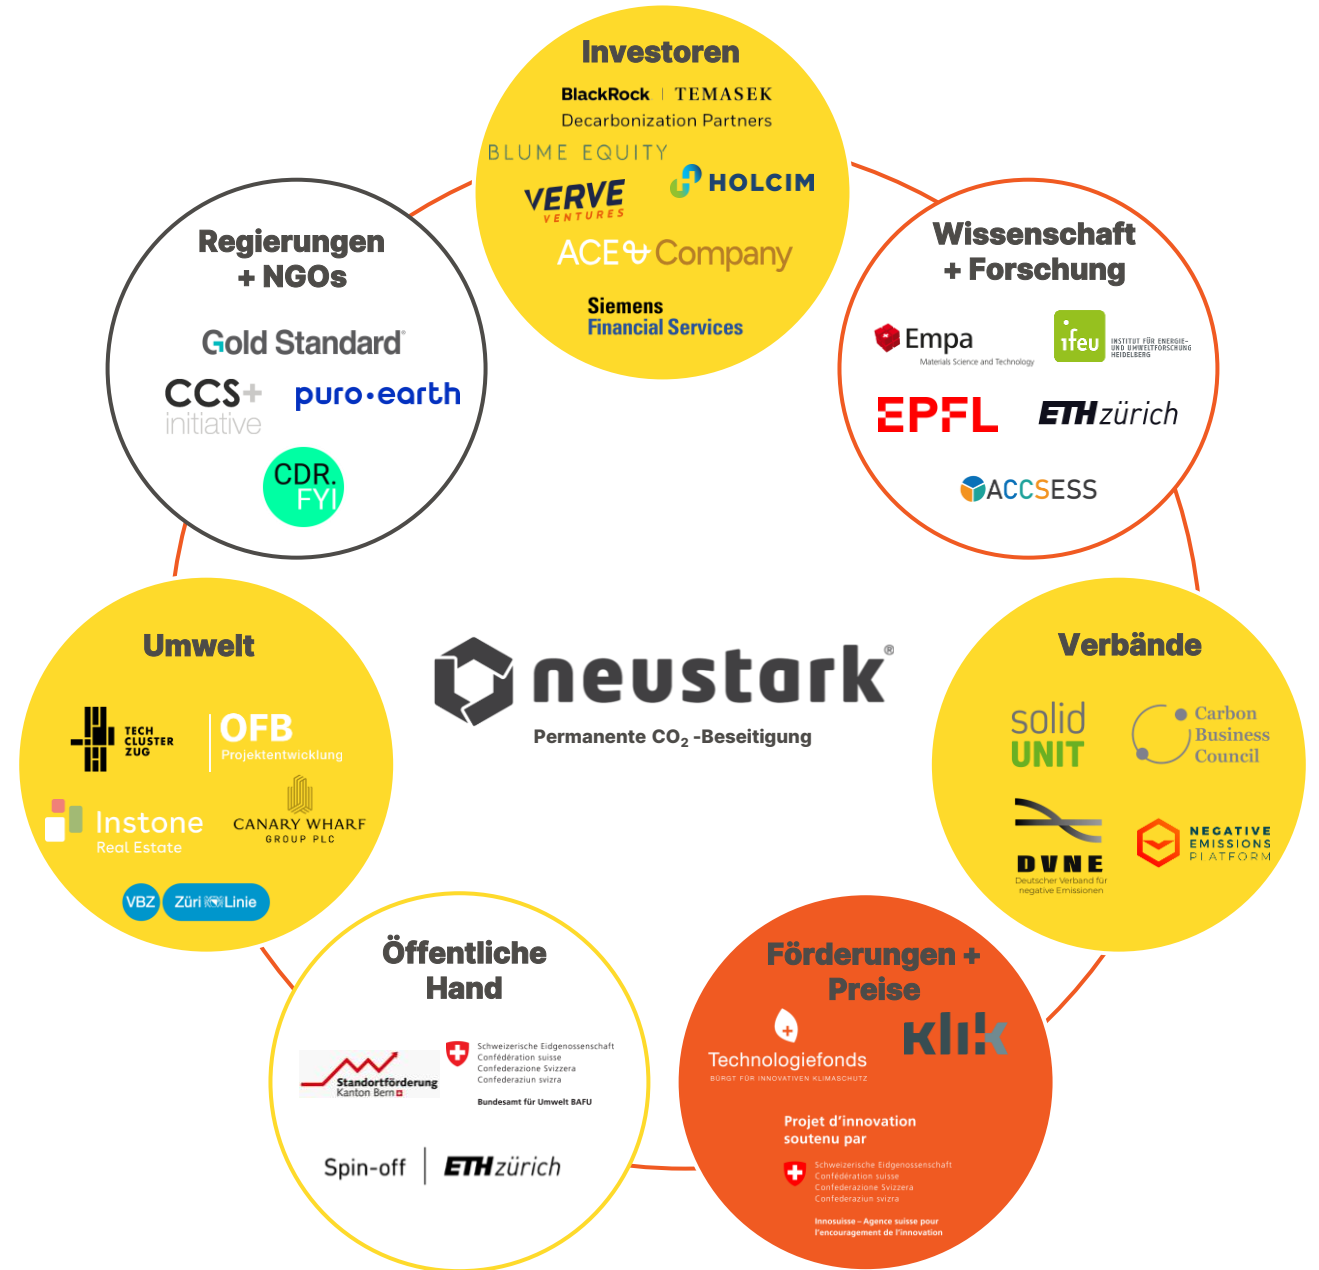 Investoren
BlackRock | TEMASEK
Decarbonization Partners
BLUME EQUITY
HOLCIM
VERVE
VENTURES
ACE & Company
Siemens
Financial Services
Wissenschaft
+ Forschung
Empa
Materials Science and Technology
ifeu
INSTITUT FÜR ENERGIE-
UND UMWELTFORSCHUNG
HEIDELBERG
EPFL
ETH zürich
ACCSESS
Verbände
solid
UNIT
Carbon
Business
Council
DVNE
Deutscher Verband für
negative Emissionen
NEGATIVE
EMISSIONS
PLATFORM
Förderungen +
Preise
Technologiefonds
BÜRGT FÜR INNOVATIVEN KLIMASCHUTZ
Klik
Projet d'innovation
soutenu par
Schweizerische Eidgenossenschaft
Confédération suisse
Confederazione Svizzera
Confederaziun svizra
Innosuisse – Agence suisse pour
l'encouragement de l'innovation
Öffentliche
Hand
Standortförderung
Kanton Bern
Schweizerische Eidgenossenschaft
Confédération suisse
Confederazione Svizzera
Confederaziun svizra
Bundesamt für Umwelt BAFU
Spin-off | ETH zürich
Umwelt
TECH
CLUSTER
ZUG
OFB
Projektentwicklung
Instone
Real Estate
CANARY WHARF
GROUP PLC
VBZ Züri Linie
Regierungen
+ NGOs
Gold Standard®
CCS+
initiative
puro·earth
CDR.
FYI
neustark®
Permanente CO₂ -Beseitigung